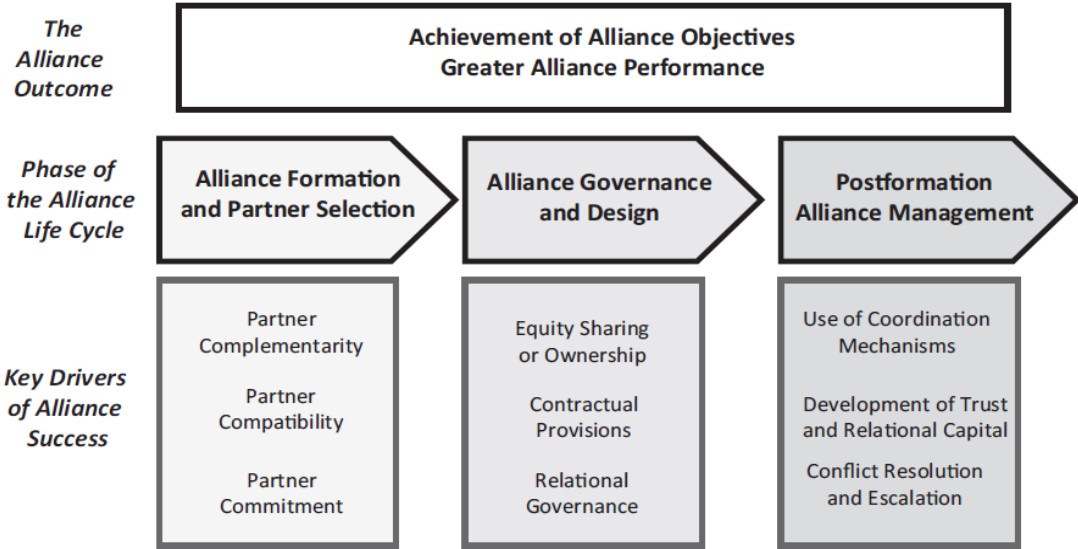 The
Alliance
Outcome
Achievement of Alliance Objectives
Greater Alliance Performance
Phase of
the Alliance
Life Cycle
Alliance Formation
and Partner Selection
Alliance Governance
and Design
Postformation
Alliance Management
Key Drivers
of Alliance
Success
Partner
Complementarity
Partner
Compatibility
Partner
Commitment
Equity Sharing
or Ownership
Contractual
Provisions
Relational
Governance
Use of Coordination
Mechanisms
Development of Trust
and Relational Capital
Conflict Resolution
and Escalation